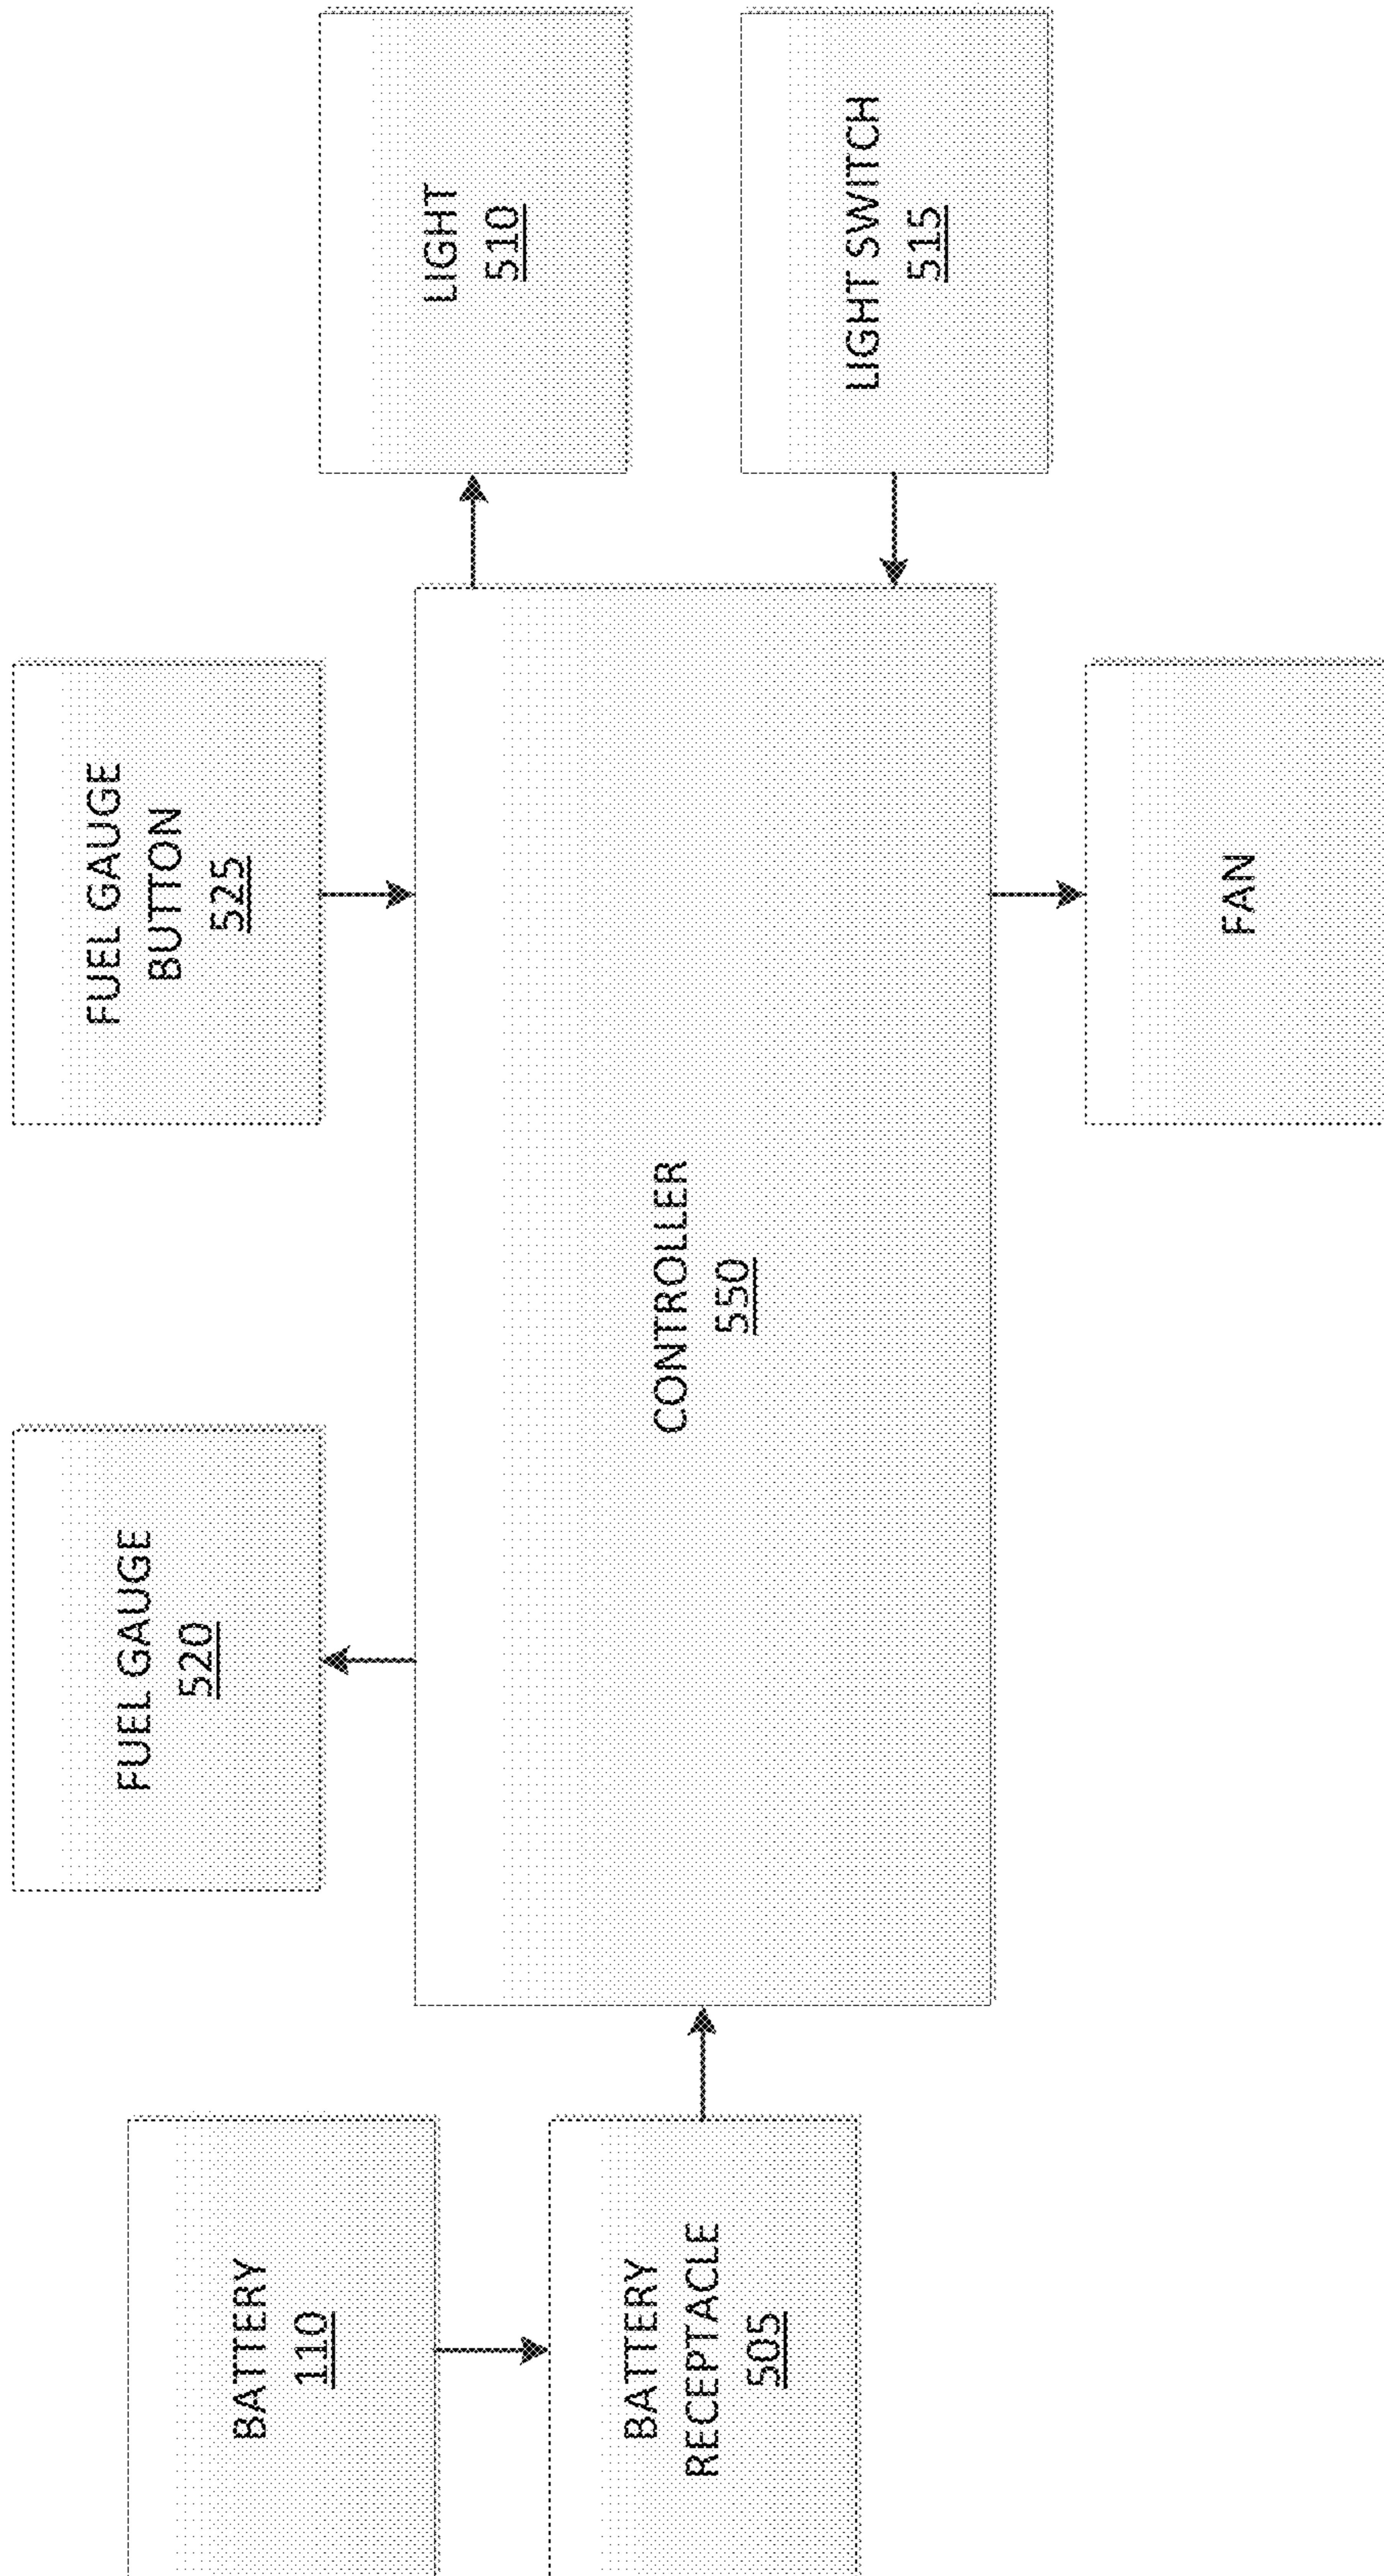 BATTERY
110
BATTERY
RECEPTACLE
505
FUEL GAUGE
520
FUEL GAUGE
BUTTON
525
CONTROLLER
550
FAN
LIGHT
510
LIGHT SWITCH
515